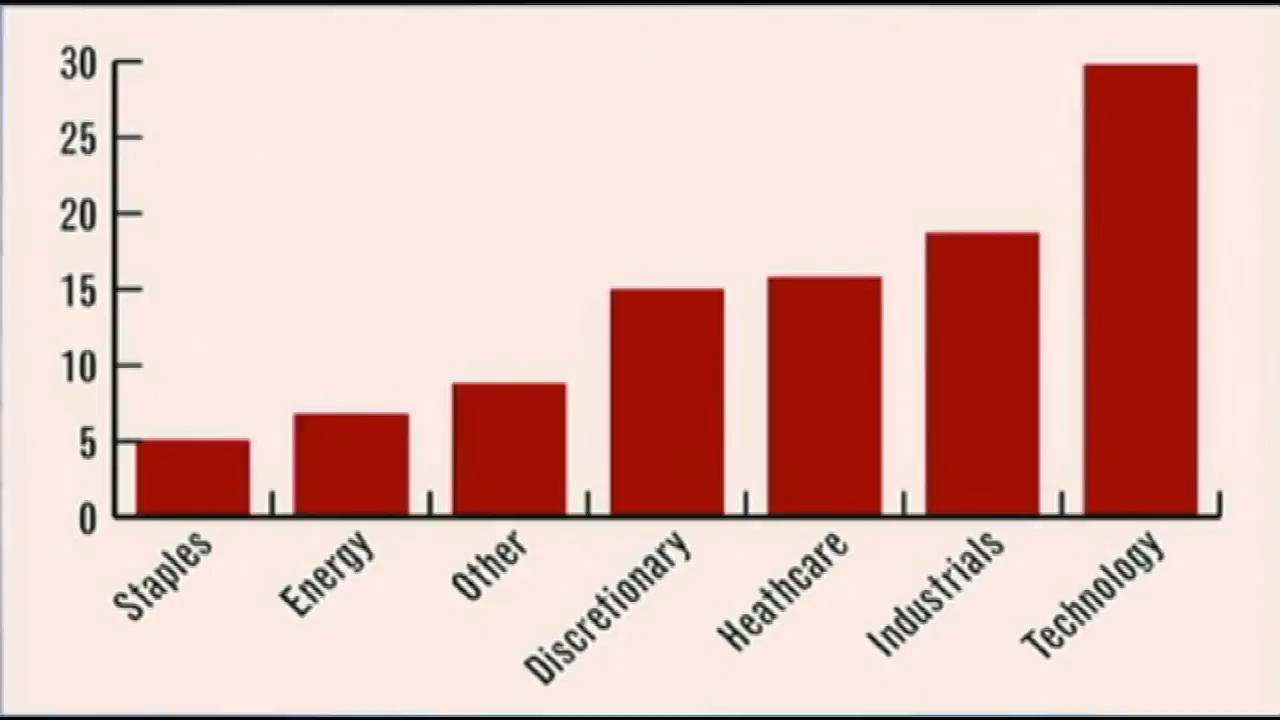 30
25
20
15
10
5
0
Staples
Energy
Other
Discretionary
Heathcare
Industrials
Technology